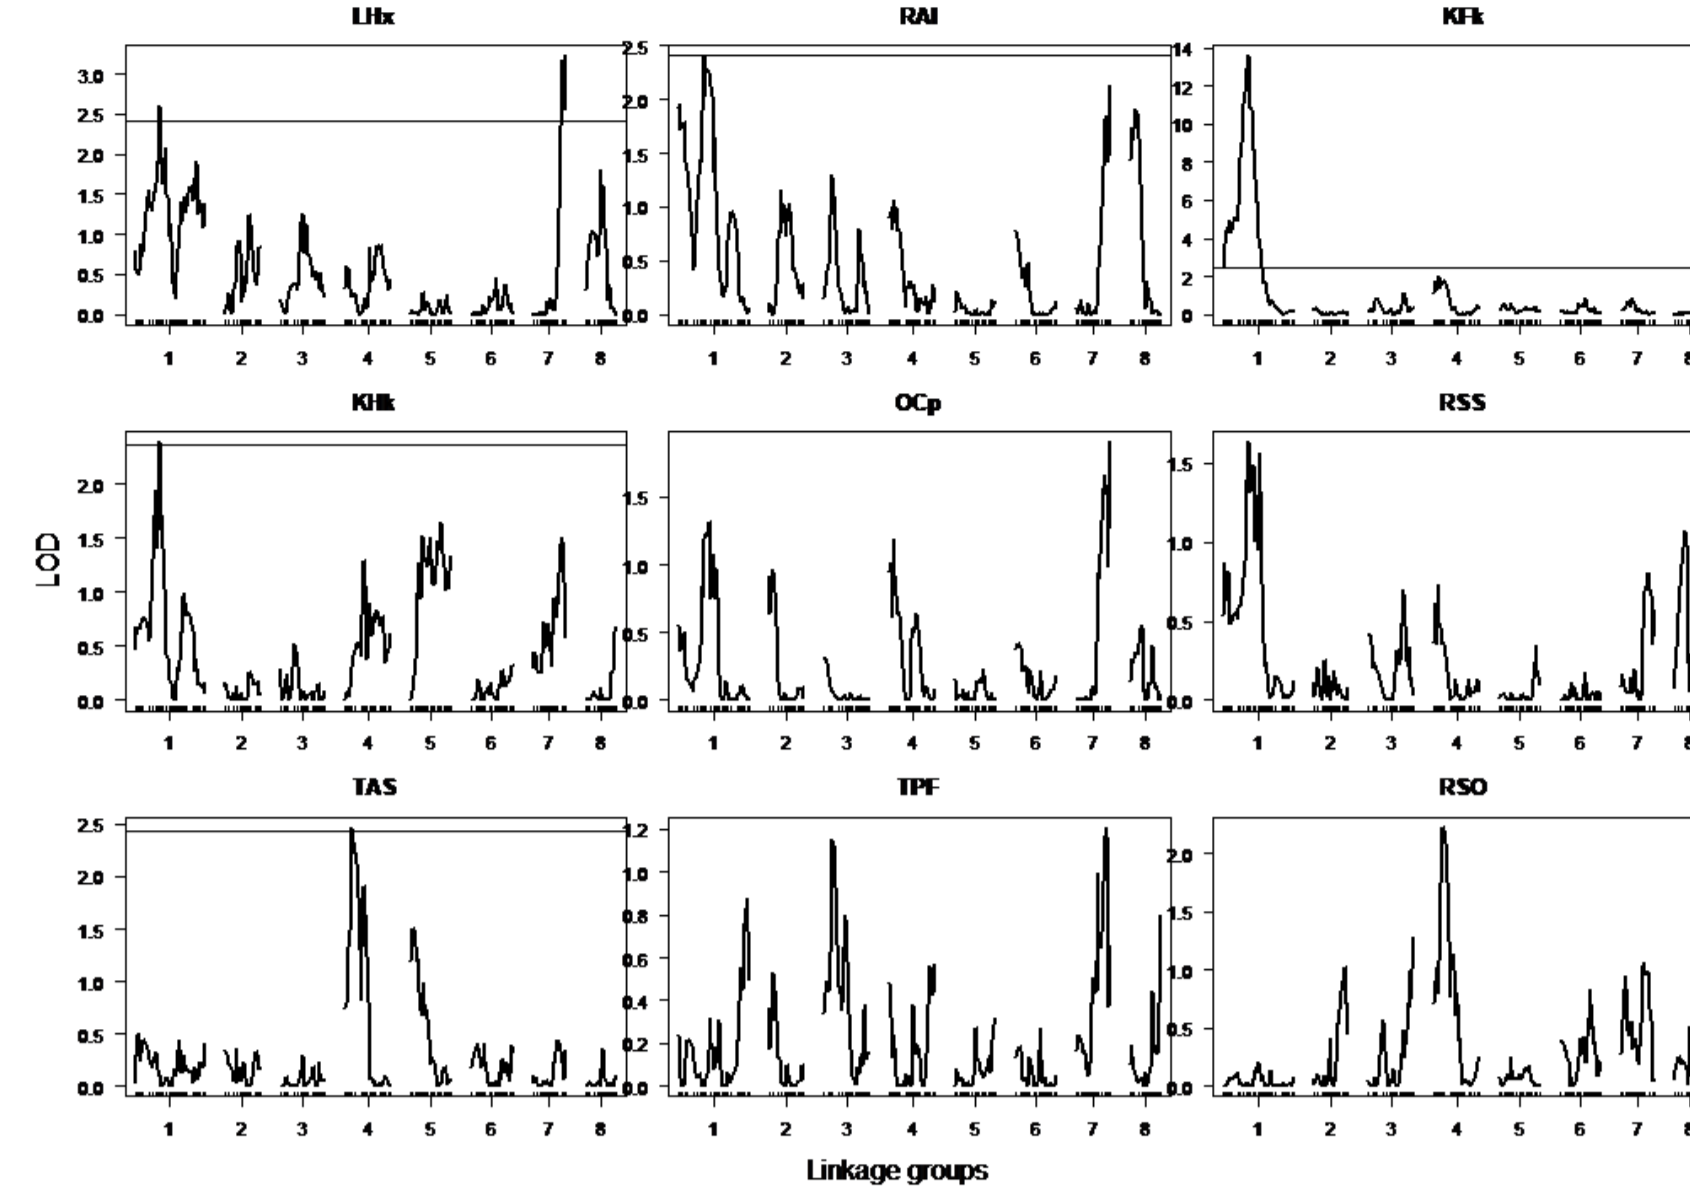 LHx RAI KFk
3.0 2.5 2.0 1.5 1.0 0.5 0.0
2.5 2.0 1.5 1.0 0.5 0.0
14 12 10 8 6 4 2 0
1 2 3 4 5 6 7 8
1 2 3 4 5 6 7 8
1 2 3 4 5 6 7 8
KHk OCp RSS
LOD
2.0 1.5 1.0 0.5 0.0
1.5 1.0 0.5 0.0
1.5 1.0 0.5 0.0
1 2 3 4 5 6 7 8
1 2 3 4 5 6 7 8
1 2 3 4 5 6 7 8
TAS TPF RSO
2.5 2.0 1.5 1.0 0.5 0.0
1.2 1.0 0.8 0.6 0.4 0.2 0.0
2.0 1.5 1.0 0.5 0.0
1 2 3 4 5 6 7 8
1 2 3 4 5 6 7 8
1 2 3 4 5 6 7 8
Linkage groups